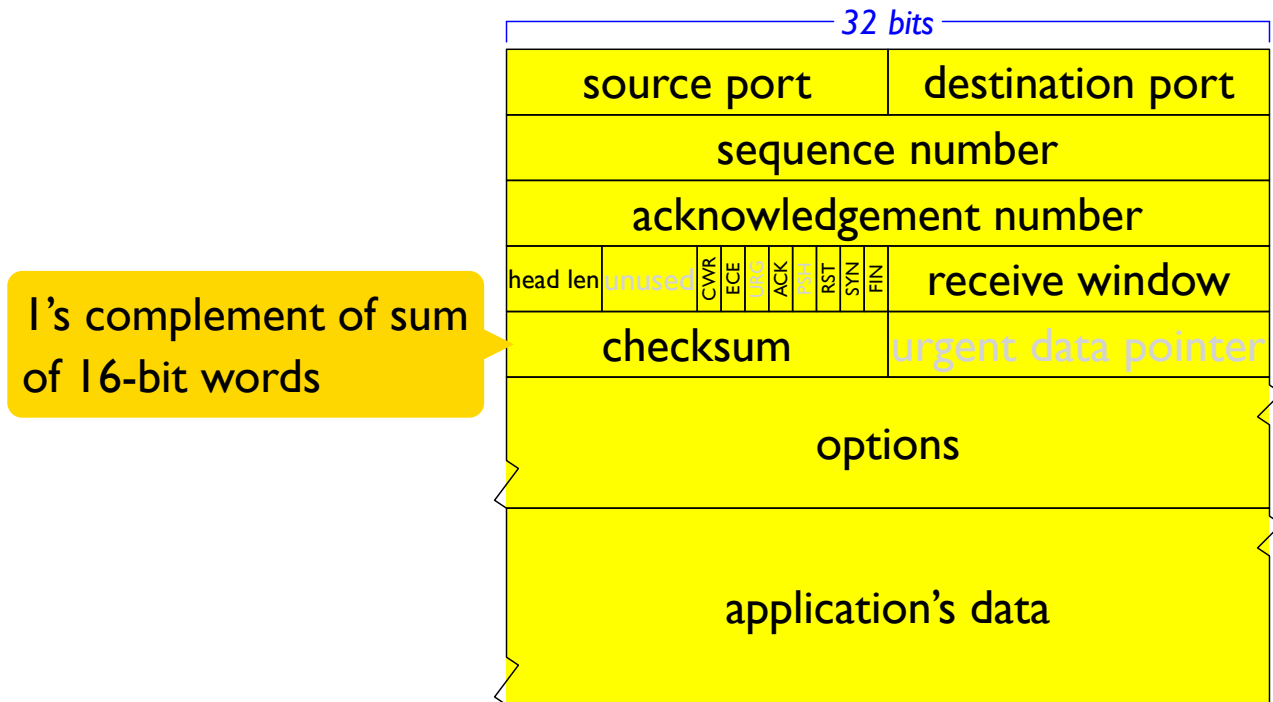 32 bits
source port destination port
sequence number
acknowledgement number
head len unused CWR ECE URG ACK PSH RST SYN FIN receive window
1's complement of sum
of 16-bit words
checksum urgent data pointer
options
application's data